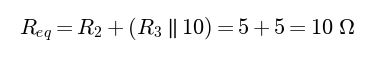 R_{eq} = R_2 + (R_3 ∥ 10) = 5 + 5 = 10 Ω